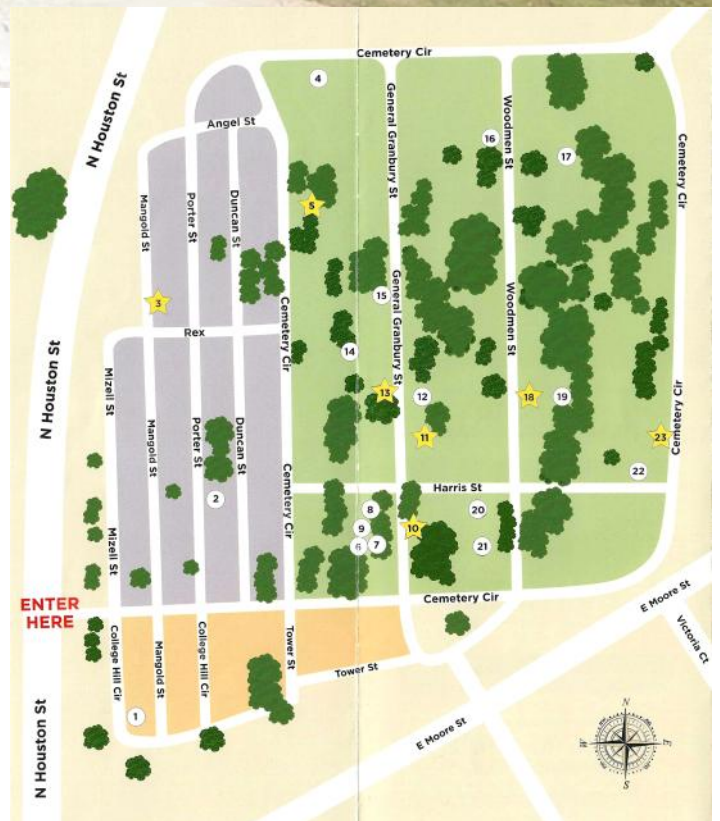 Cemetery Cir
N Houston St
4
General Granbury St
Woodmen St
Angel St
16
17
Cemetery Cir
Mangold St
Porter St
Duncan St
5
3
Cemetery Cir
15
General Granbury St
Woodmen St
Rex
14
N Houston St
Mizell St
13
12
18
19
Cemetery Cir
Mangold St
Porter St
Duncan St
11
23
Cemetery Cir
22
2
Harris St
8
20
9
10
6
7
21
Mizell St
ENTER
HERE
Cemetery Cir
E Moore St
Victoria Ct
College Hill Cir
Mangold St
College Hill Cir
Tower St
Tower St
1
E Moore St
N Houston St
N
W
E
S